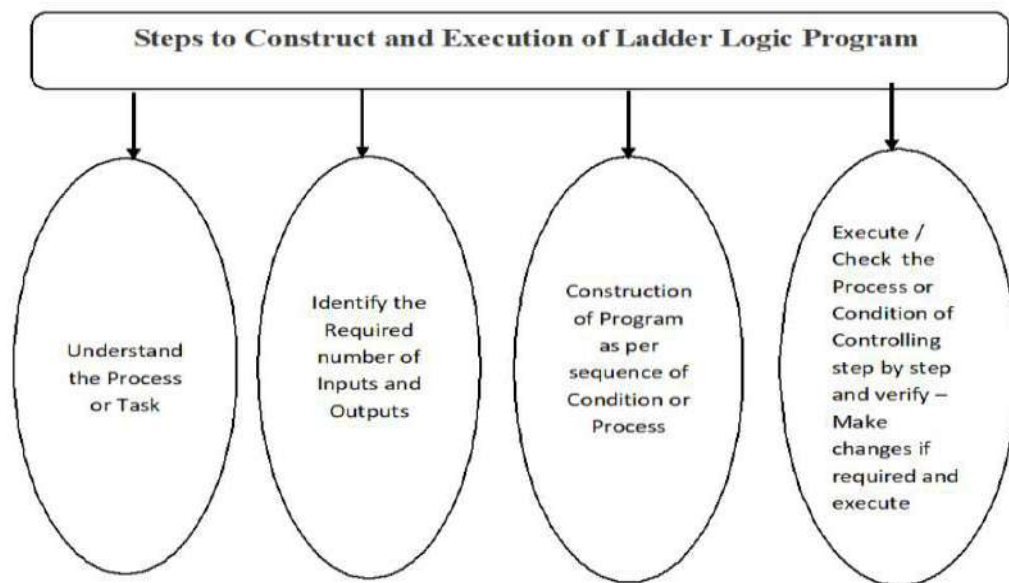 Steps to Construct and Execution of Ladder Logic Program
Understand
the Process
or Task
Identify the
Required
number of
Inputs and
Outputs
Construction
of Program
as per
sequence of
Condition or
Process
Execute /
Check the
Process or
Condition of
Controlling
step by step
and verify –
Make
changes if
required and
execute